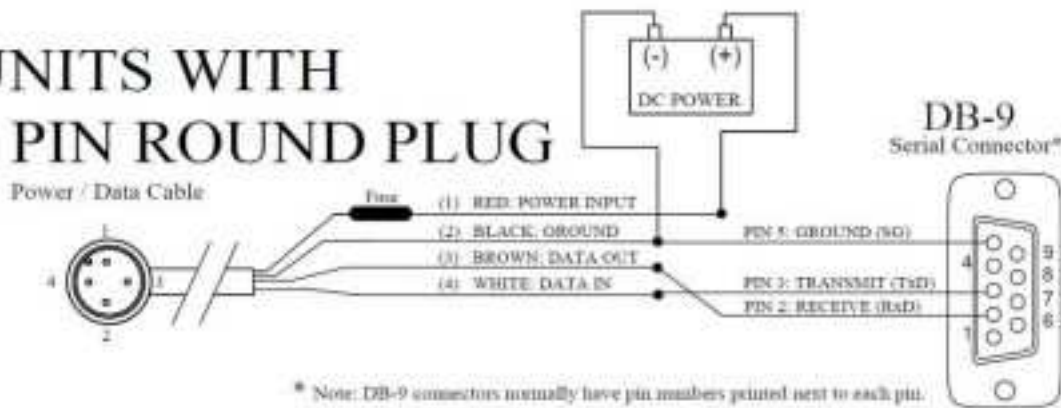 UNITS WITH
PIN ROUND PLUG
Power / Data Cable
(-) (+)
DC POWER
DB-9
Serial Connector*
Fuse
(1) RED: POWER INPUT
(2) BLACK: GROUND
(3) BROWN: DATA OUT
(4) WHITE: DATA IN
PIN 5: GROUND (SG)
PIN 3: TRANSMIT (TxD)
PIN 2: RECEIVE (RxD)
1
4
3
2
4
1
9
8
7
6
* Note: DB-9 connectors normally have pin numbers printed next to each pin.